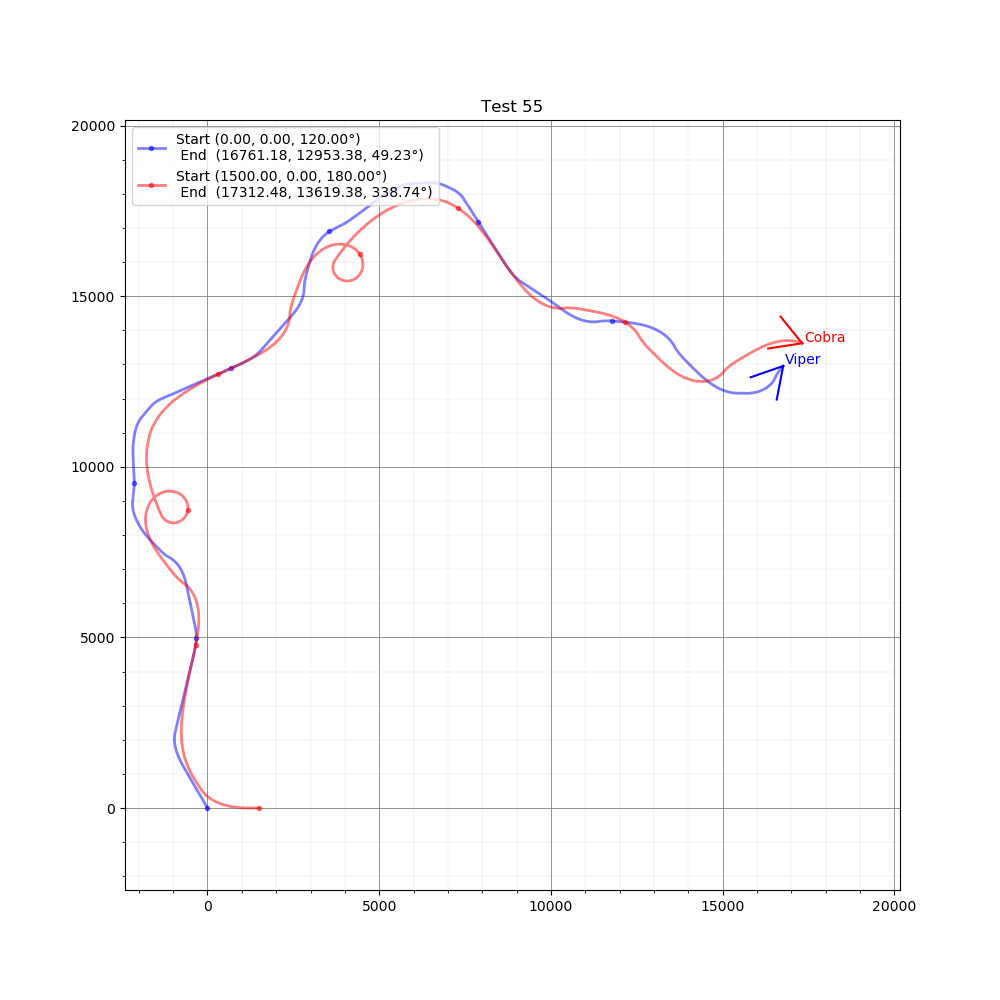 Test 55
20000
15000
10000
5000
0
Start (0.00, 0.00, 120.00°)
End  (16761.18, 12953.38, 49.23°)
Start (1500.00, 0.00, 180.00°)
End  (17312.48, 13619.38, 338.74°)
Cobra
Viper
0
5000
10000
15000
20000